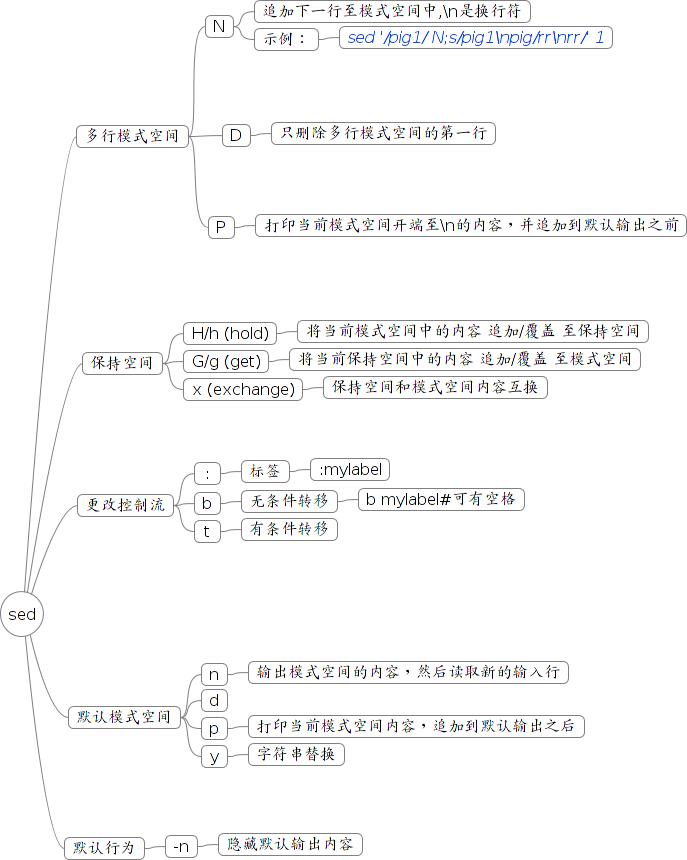 sed
多行模式空间
N
追加下一行至模式空间中,\n是换行符
示例：
sed '/pig1/ N;s/pig1\npig/rr\nrr/' 1
D
只删除多行模式空间的第一行
P
打印当前模式空间开端至\n的内容，并追加到默认输出之前
保持空间
H/h (hold)
将当前模式空间中的内容 追加/覆盖 至保持空间
G/g (get)
将当前保持空间中的内容 追加/覆盖 至模式空间
x (exchange)
保持空间和模式空间内容互换
更改控制流
:
标签
:mylabel
b
无条件转移
b mylabel#可有空格
t
有条件转移
默认模式空间
n
输出模式空间的内容，然后读取新的输入行
d
p
打印当前模式空间内容，追加到默认输出之后
y
字符串替换
默认行为
-n
隐藏默认输出内容